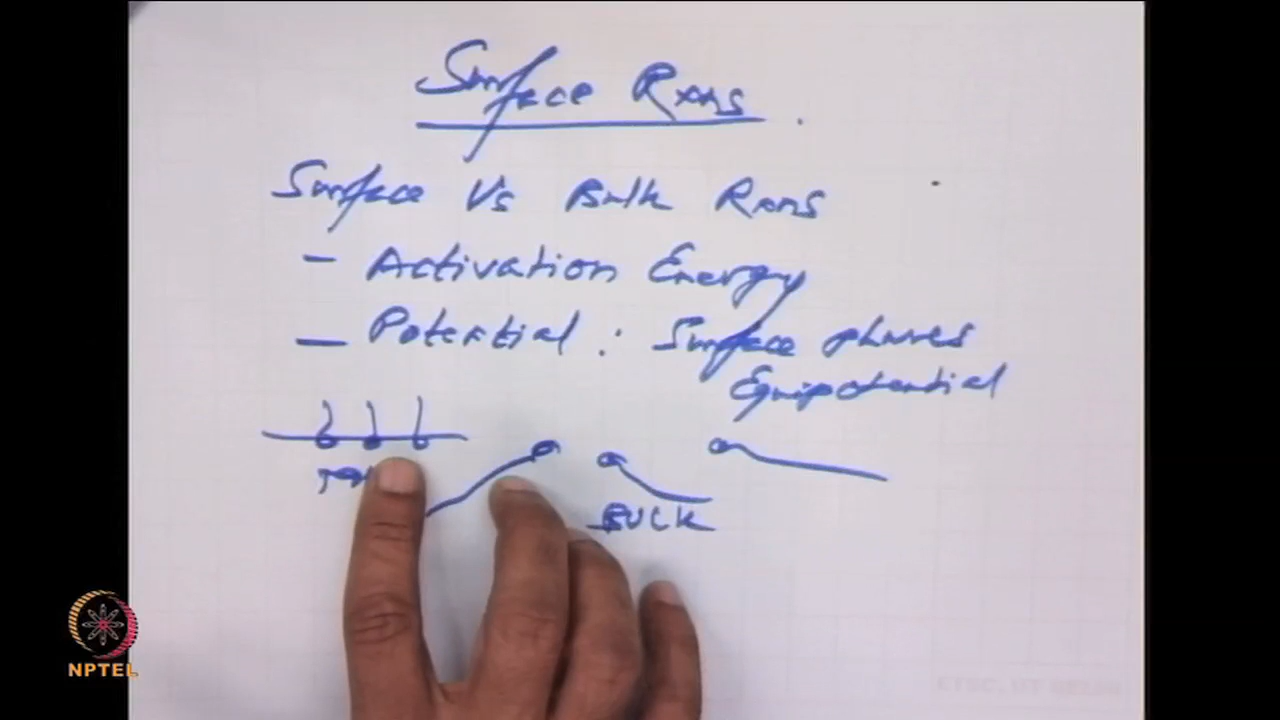 Surface Rxns
Surface Vs Bulk Rxns
- Activation Energy
- Potential : Surface phases
Equipotential
BULK
NPTEL